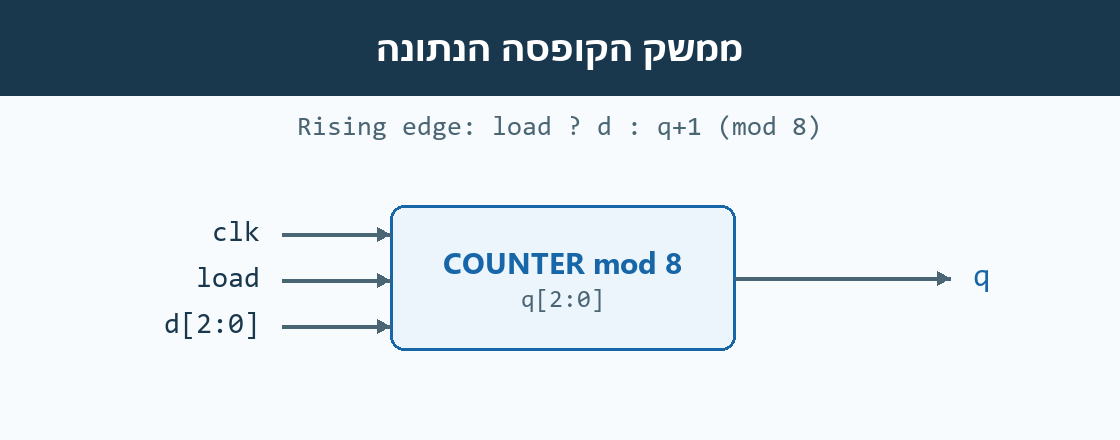 ממשק הקופסה הנתונה
Rising edge: load ? d : q+1 (mod 8)
clk
load
d[2:0]
COUNTER mod 8
q[2:0]
q